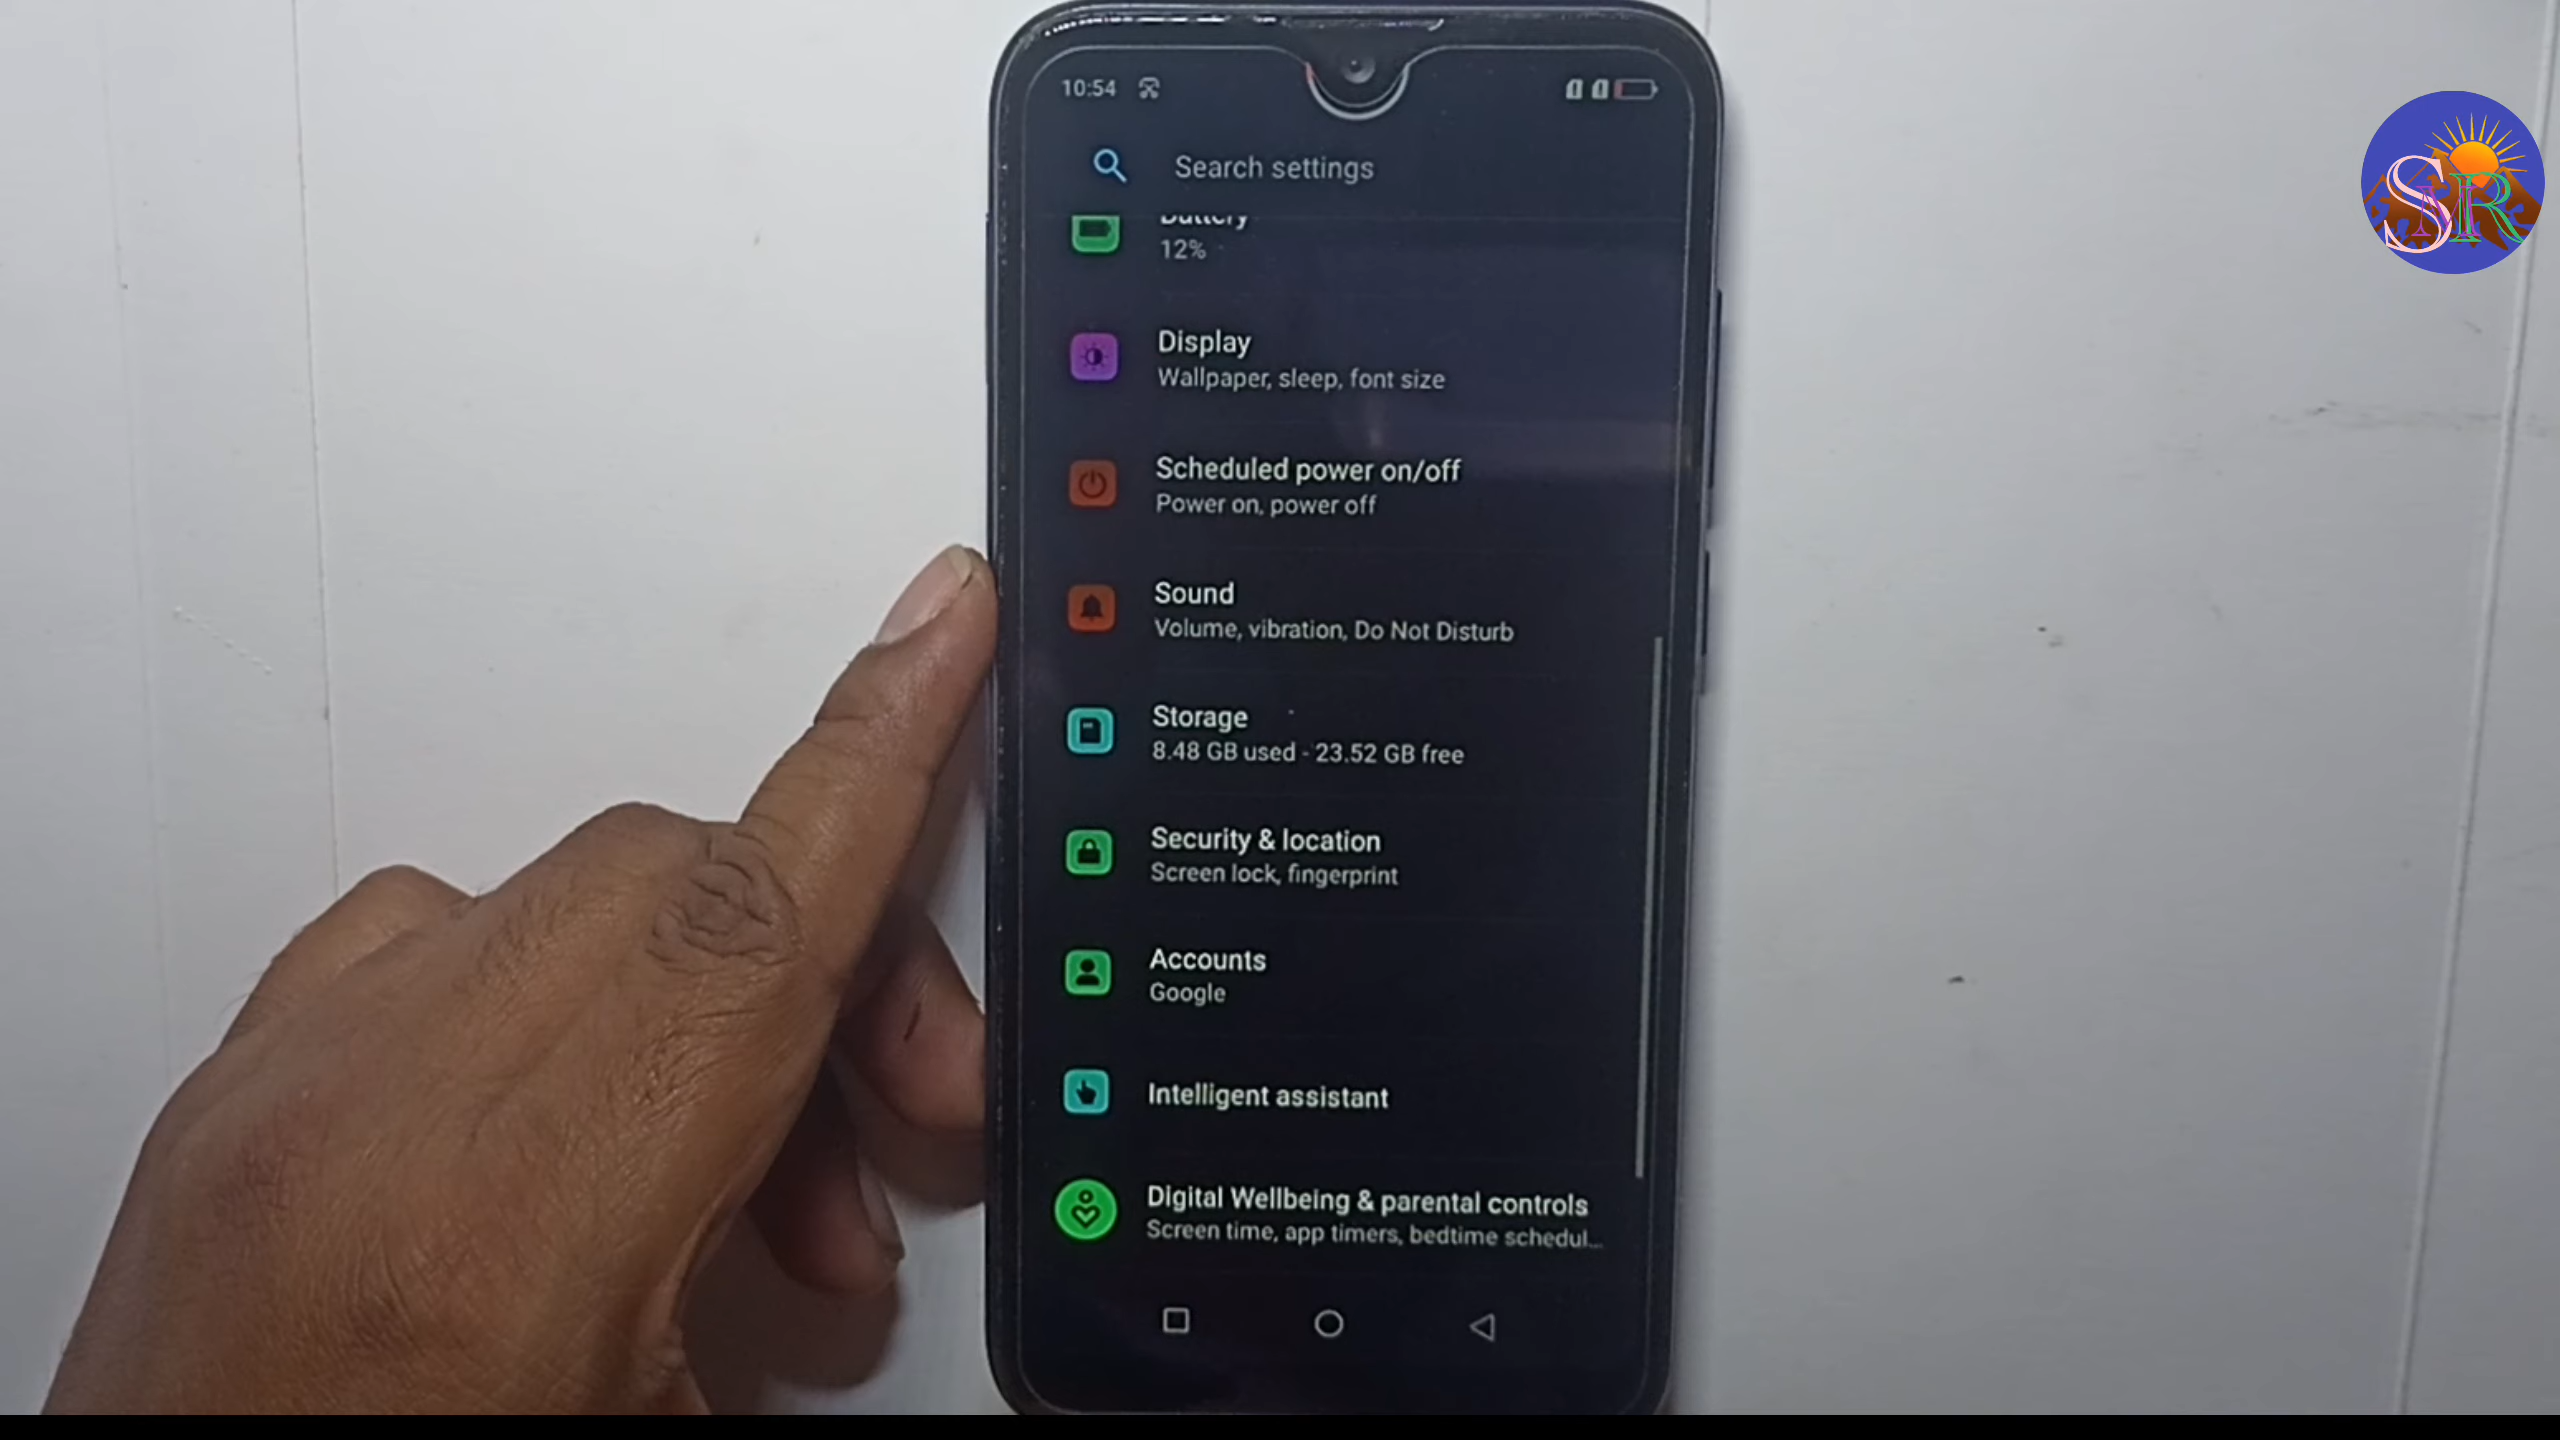 10:54
Search settings
Battery
12%
Display
Wallpaper, sleep, font size
Scheduled power on/off
Power on, power off
Sound
Volume, vibration, Do Not Disturb
Storage
8.48 GB used - 23.52 GB free
Security & location
Screen lock, fingerprint
Accounts
Google
Intelligent assistant
Digital Wellbeing & parental controls
Screen time, app timers, bedtime schedul...
SMR